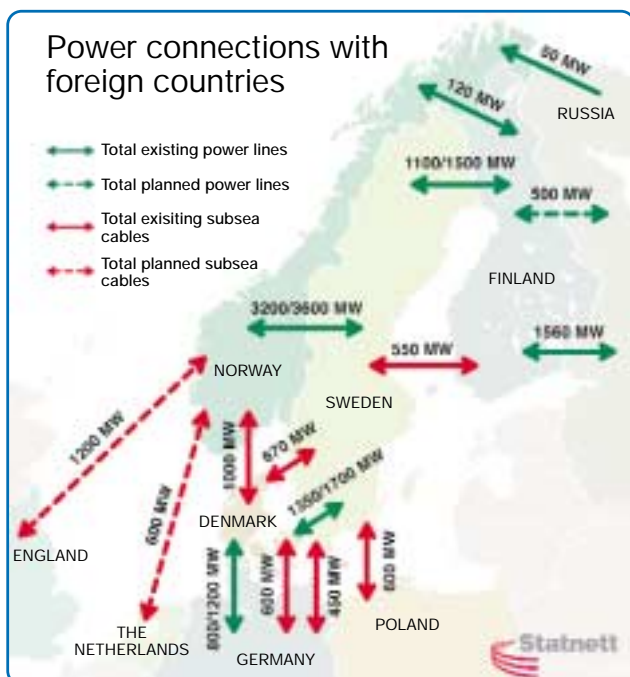 Power connections with
foreign countries
Total existing power lines
Total planned power lines
Total exisiting subsea
cables
Total planned subsea
cables
50 MW
RUSSIA
120 MW
1100/1500 MW
500 MW
FINLAND
3200/3600 MW
1560 MW
550 MW
NORWAY
SWEDEN
1200 MW
1000 MW
670 MW
600 MW
1350/1700 MW
DENMARK
ENGLAND
800/1200 MW
600 MW
450 MW
600 MW
POLAND
THE
NETHERLANDS
GERMANY
Statnett